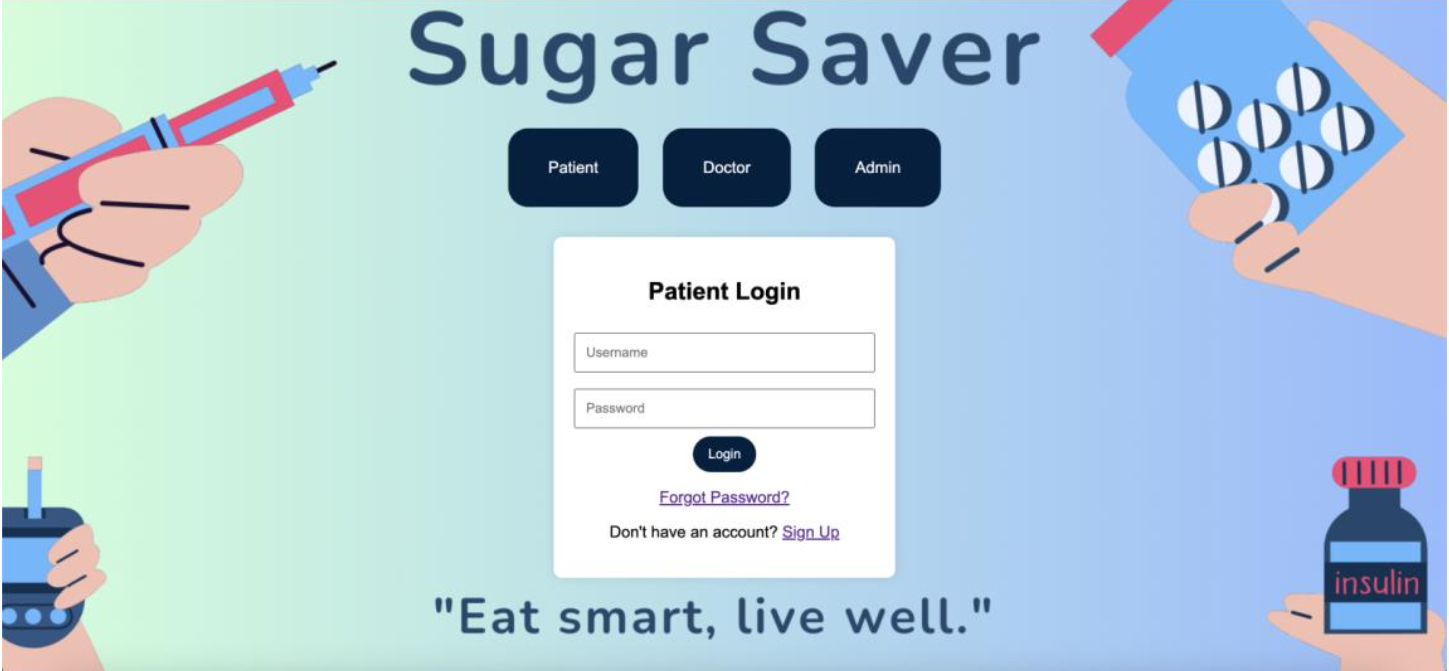 Sugar Saver
Patient Doctor Admin
Patient Login
Username
Password
Login
Forgot Password?
Don't have an account? Sign Up
insulin
"Eat smart, live well."